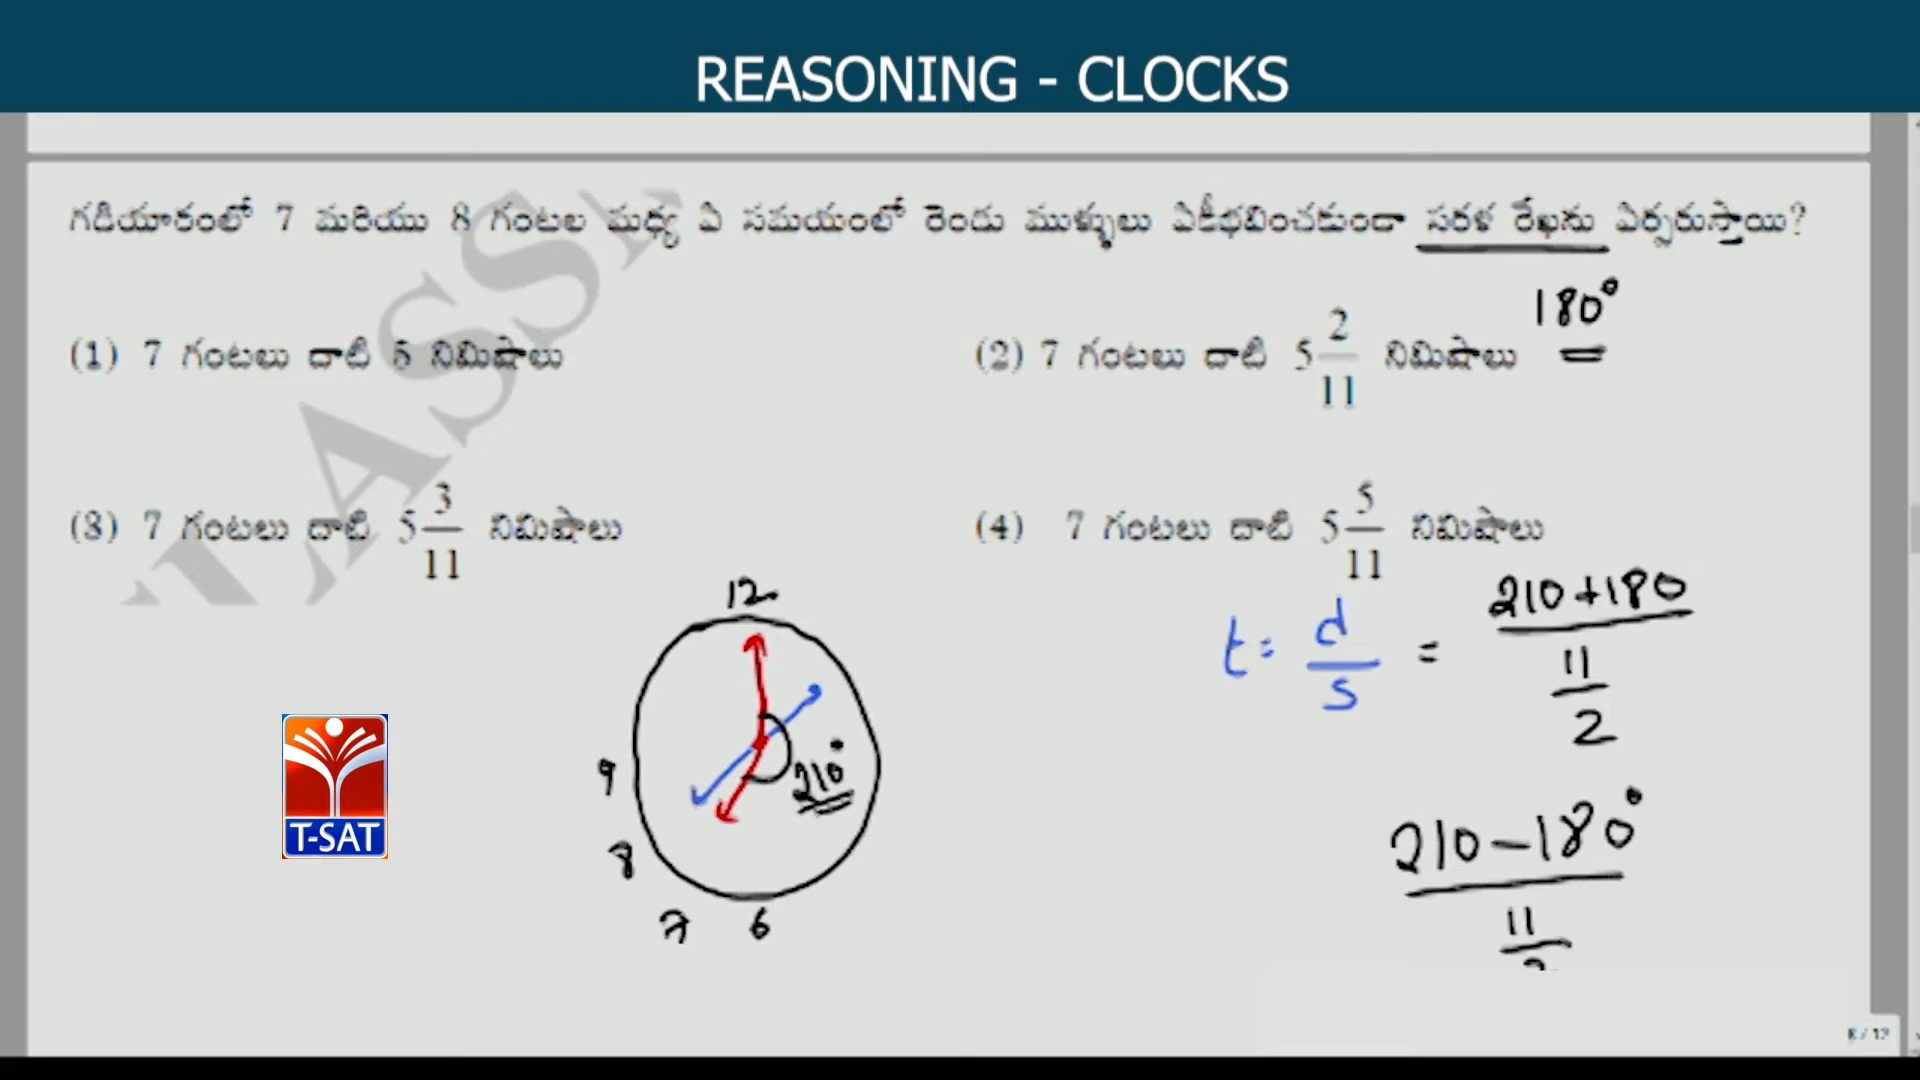 REASONING - CLOCKS
గడియారంలో 7 మరియు 8 గంటల మధ్య ఏ సమయంలో రెండు ముళ్ళులు ఏకీభవించకుండా సరళ రేఖను ఏర్పరుస్తాయి?
180°
(1) 7 గంటలు దాటి 5 నిమిషాలు
(2) 7 గంటలు దాటి 5 2/11 నిమిషాలు
(3) 7 గంటలు దాటి 5 3/11 నిమిషాలు
(4) 7 గంటలు దాటి 5 5/11 నిమిషాలు
12
t = d/s = 210+180
11
2
9
210°
8
7 6
210-180°
11
T-SAT
8 / 12